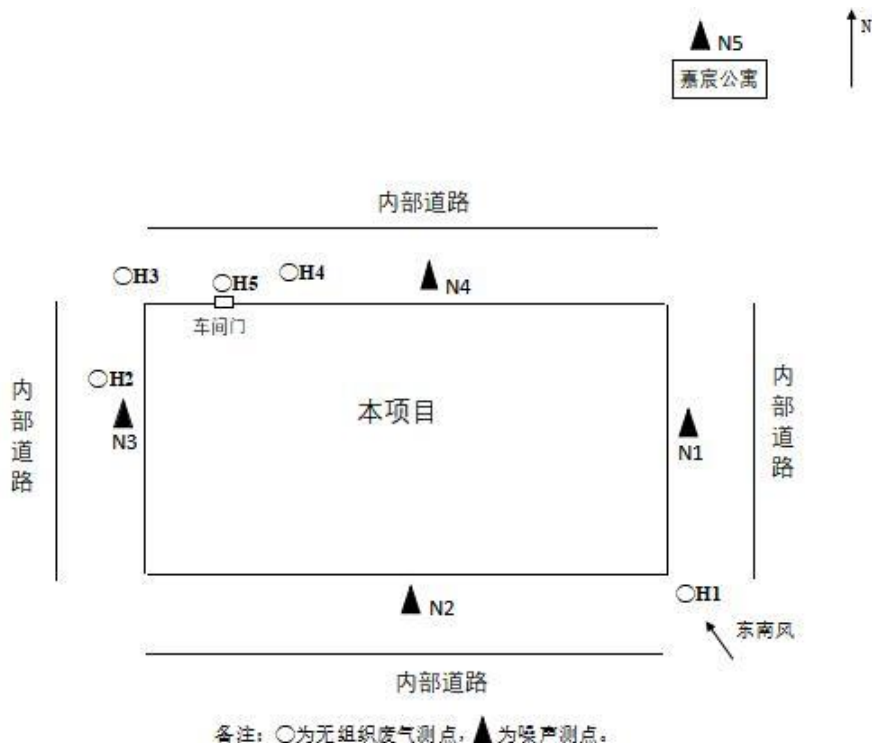 N5
N
嘉宸公寓
内部道路
○H3
○H5
○H4
N4
车间门
○H2
N3
本项目
内部道路
内部道路
N1
N2
○H1
东南风
内部道路
备注：○为无组织废气测点，▲为噪声测点。